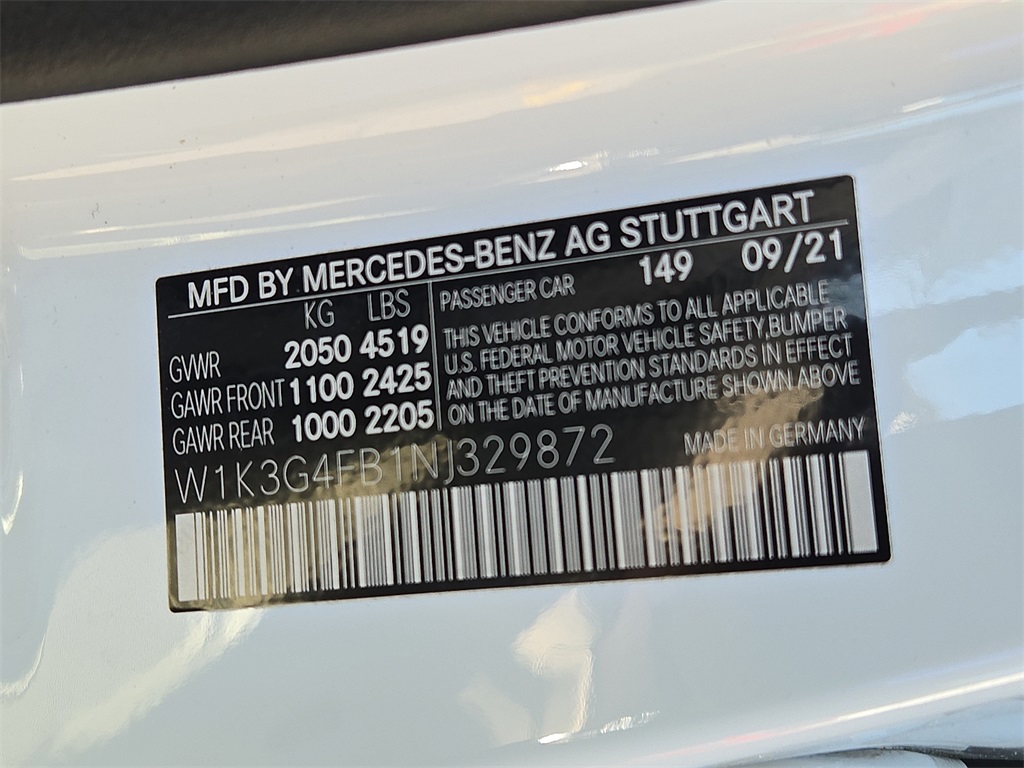 MFD BY MERCEDES-BENZ AG STUTTGART
KG LBS
GVWR 2050 4519
GAWR FRONT 1100 2425
GAWR REAR 1000 2205
PASSENGER CAR 149 09/21
THIS VEHICLE CONFORMS TO ALL APPLICABLE
U.S. FEDERAL MOTOR VEHICLE SAFETY, BUMPER
AND THEFT PREVENTION STANDARDS IN EFFECT
ON THE DATE OF MANUFACTURE SHOWN ABOVE
W1K3G4FB1NJ329872
MADE IN GERMANY